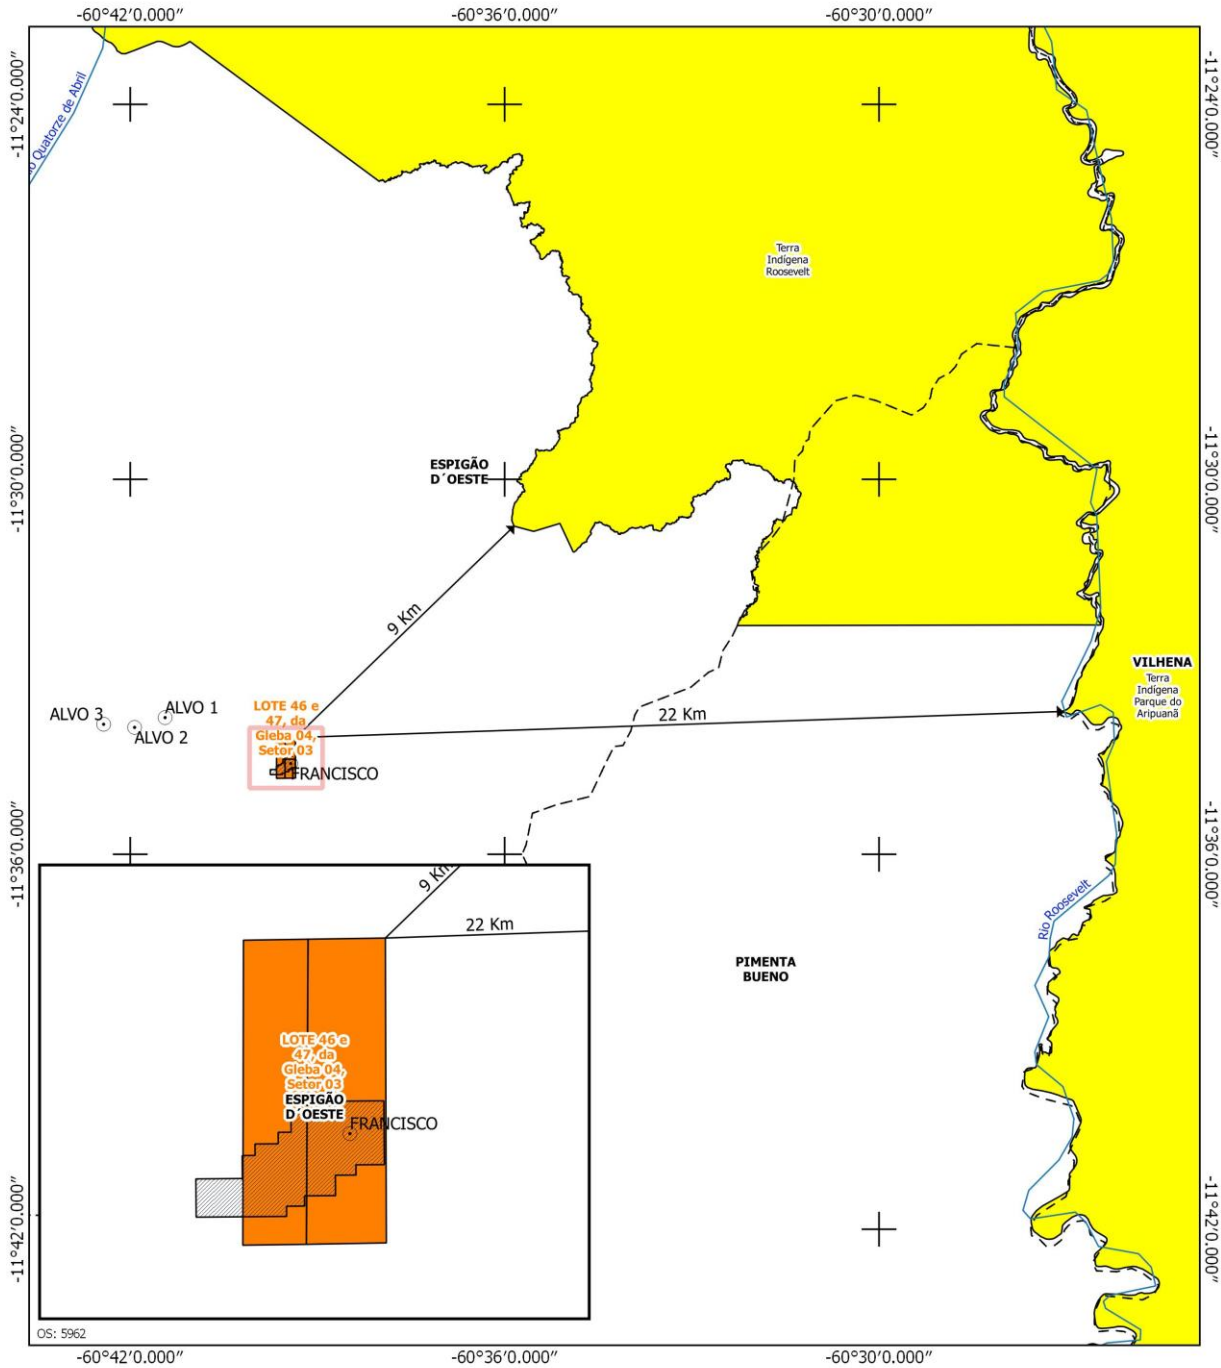 -60°42′0.000″
-60°36′0.000″
-60°30′0.000″
-11°24′0.000″
-11°24′0.000″
Quatorze de Abril
Terra
Indígena
Roosevelt
-11°30′0.000″
-11°30′0.000″
ESPIGÃO
D´OESTE
9 Km
VILHENA
Terra
Indígena
Parque do
Aripuanã
LOTE 46 e
47, da
Gleba 04,
Setor 03
ALVO 1
ALVO 3
ALVO 2
22 Km
FRANCISCO
-11°36′0.000″
-11°36′0.000″
9 Km
22 Km
Rio Roosevelt
PIMENTA
BUENO
LOTE 46 e
47, da
Gleba 04,
Setor 03
ESPIGÃO
D´OESTE
FRANCISCO
-11°42′0.000″
-11°42′0.000″
OS: 5962
-60°42′0.000″
-60°36′0.000″
-60°30′0.000″